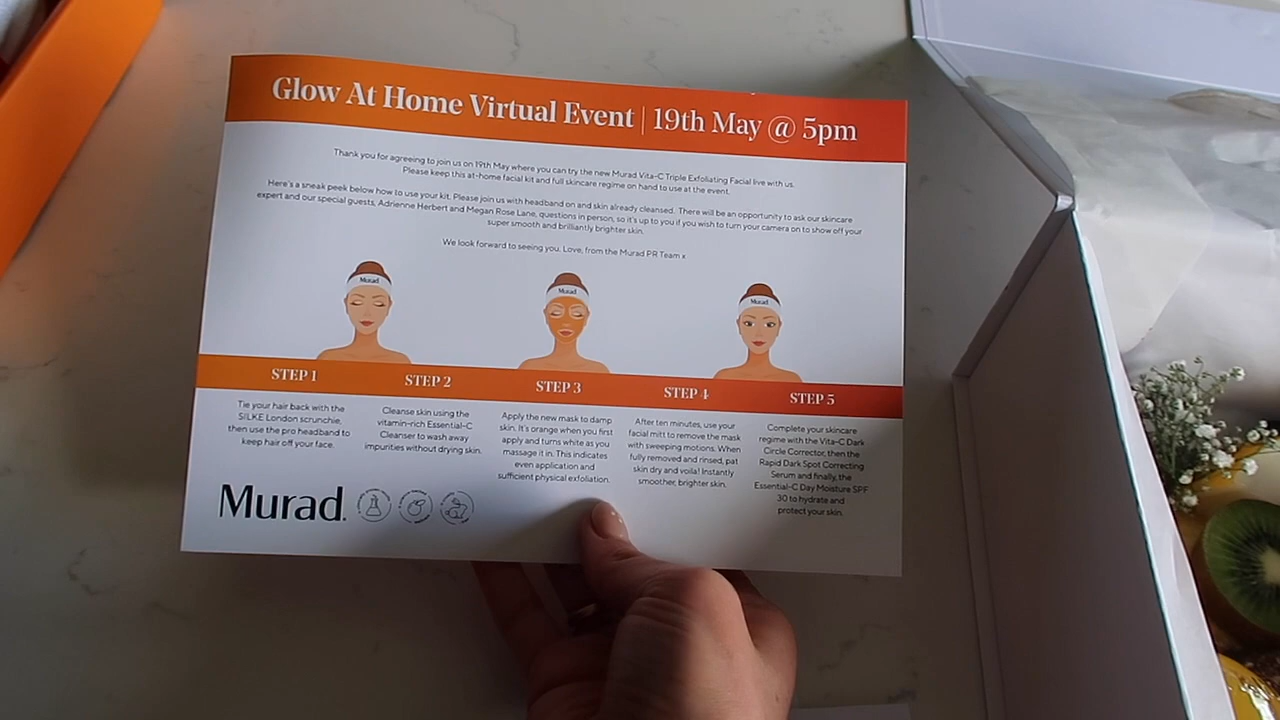 Glow At Home Virtual Event | 19th May @ 5pm
Thank you for agreeing to join us on 19th May where you can try the new Murad Vita-C Triple Exfoliating Facial live with us.
Please keep this at-home facial kit and full skincare regime on hand to use at the event.
Here's a sneak peek below how to use your kit. Please join us with headband on and skin already cleansed. There will be an opportunity to ask our skincare
expert and our special guests, Adrienne Herbert and Megan Rose Lane, questions in person, so it's up to you if you wish to turn your camera on to show off your
super smooth and brilliantly brighter skin.
We look forward to seeing you. Love, from the Murad PR Team x
Murad
Murad
Murad
STEP 1
Tie your hair back with the
SILKE London scrunchie,
then use the pro headband to
keep hair off your face.
STEP 2
Cleanse skin using the
vitamin-rich Essential-C
Cleanser to wash away
impurities without drying skin.
STEP 3
Apply the new mask to damp
skin. It's orange when you first
apply and turns white as you
massage it in. This indicates
even application and
sufficient physical exfoliation.
STEP 4
After ten minutes, use your
facial mitt to remove the mask
with sweeping motions. When
fully removed and rinsed, pat
skin dry and voila! Instantly
smoother, brighter skin.
STEP 5
Complete your skincare
regime with the Vita-C Dark
Circle Corrector, then the
Rapid Dark Spot Correcting
Serum and finally, the
Essential-C Day Moisture SPF
30 to hydrate and
protect your skin.
Murad.